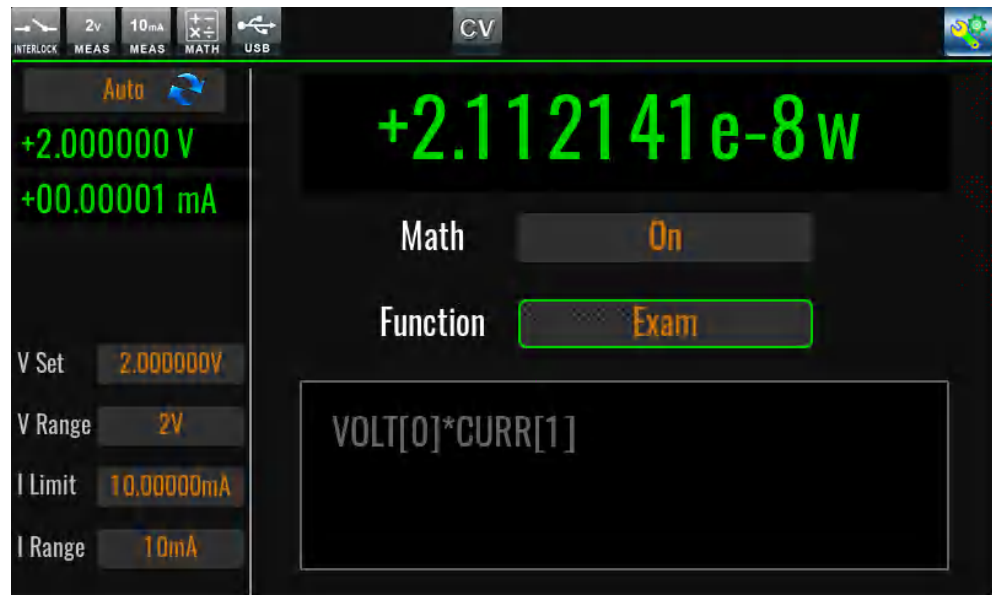 2v 10mA CV
INTERLOCK MEAS MEAS MATH USB
Auto
+2.000000 V
+00.00001 mA
+2.112141e-8 w
Math On
Function Exam
V Set 2.000000V
V Range 2V
I Limit 10.00000mA
I Range 10mA
VOLT[0]*CURR[1]